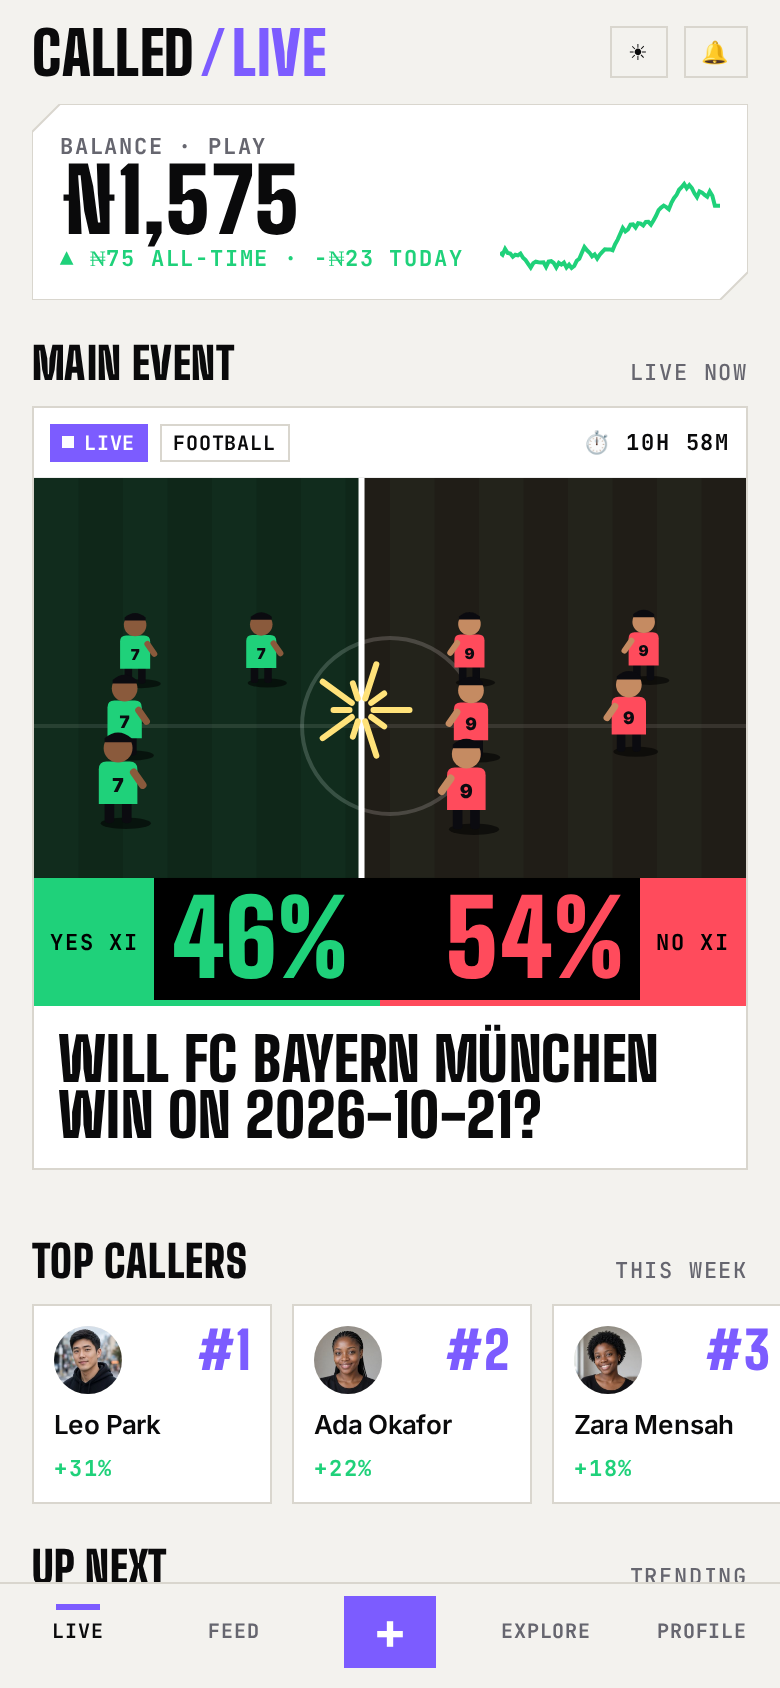 CALLED/LIVE
BALANCE · PLAY
₦1,575
▲ ₦75 ALL-TIME · -₦23 TODAY
MAIN EVENT
LIVE NOW
LIVE
FOOTBALL
10H 58M
7
7
9
9
7
9
9
7
9
YES XI
46%
54%
NO XI
WILL FC BAYERN MÜNCHEN
WIN ON 2026-10-21?
TOP CALLERS
THIS WEEK
#1
Leo Park
+31%
#2
Ada Okafor
+22%
#3
Zara Mensah
+18%
UP NEXT
TRENDING
LIVE
FEED
+
EXPLORE
PROFILE